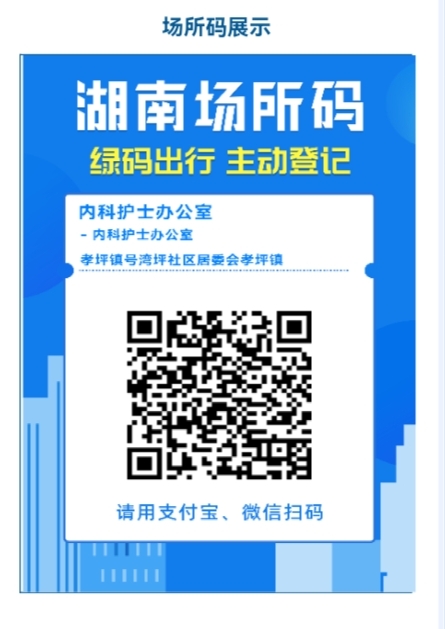 场所码展示
湖南场所码
绿码出行 主动登记
内科护士办公室
- 内科护士办公室
孝坪镇号湾坪社区居委会孝坪镇
请用支付宝、微信扫码